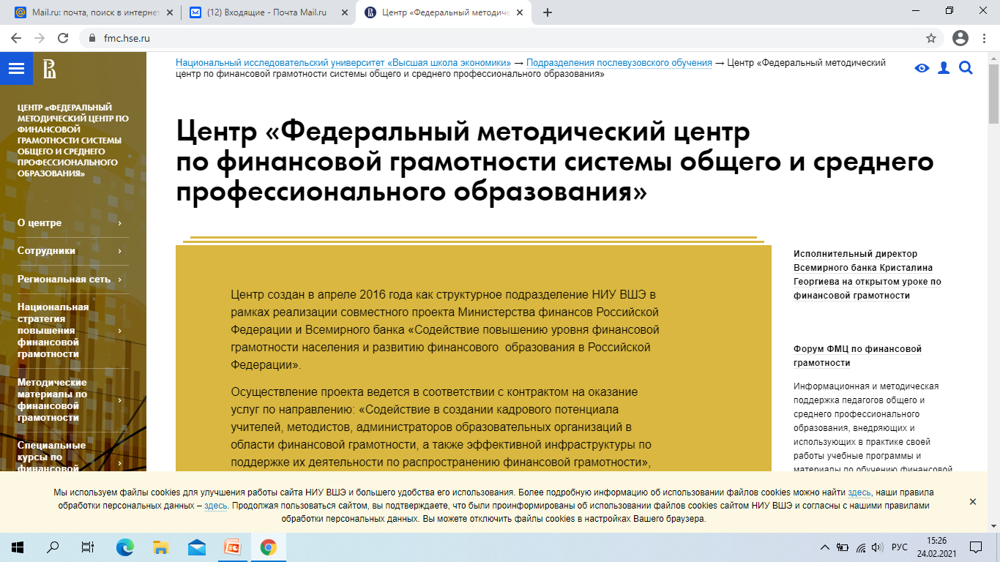 Mail.ru: почта, поиск в интернет
(12) Входящие - Почта Mail.ru
Центр «Федеральный методиче
fmc.hse.ru
Национальный исследовательский университет «Высшая школа экономики» → Подразделения послевузовского обучения → Центр «Федеральный методический
центр по финансовой грамотности системы общего и среднего профессионального образования»
ЦЕНТР «ФЕДЕРАЛЬНЫЙ
МЕТОДИЧЕСКИЙ ЦЕНТР ПО
ФИНАНСОВОЙ
ГРАМОТНОСТИ СИСТЕМЫ
ОБЩЕГО И СРЕДНЕГО
ПРОФЕССИОНАЛЬНОГО
ОБРАЗОВАНИЯ»
О центре
Сотрудники
Региональная сеть
Национальная
стратегия
повышения
финансовой
грамотности
Методические
материалы по
финансовой
грамотности
Специальные
курсы по
финансовой
Центр «Федеральный методический центр
по финансовой грамотности системы общего и среднего
профессионального образования»
Центр создан в апреле 2016 года как структурное подразделение НИУ ВШЭ в
рамках реализации совместного проекта Министерства финансов Российской
Федерации и Всемирного банка «Содействие повышению уровня финансовой
грамотности населения и развитию финансового образования в Российской
Федерации».
Осуществление проекта ведется в соответствии с контрактом на оказание
услуг по направлению: «Содействие в создании кадрового потенциала
учителей, методистов, администраторов образовательных организаций в
области финансовой грамотности, а также эффективной инфраструктуры по
поддержке их деятельности по распространению финансовой грамотности»,
Исполнительный директор
Всемирного банка Кристалина
Георгиева на открытом уроке по
финансовой грамотности
Форум ФМЦ по финансовой
грамотности
Информационная и методическая
поддержка педагогов общего и
среднего профессионального
образования, внедряющих и
использующих в практике своей
работы учебные программы и
материалы по обучению финансовой
Мы используем файлы cookies для улучшения работы сайта НИУ ВШЭ и большего удобства его использования. Более подробную информацию об использовании файлов cookies можно найти здесь, наши правила
обработки персональных данных – здесь. Продолжая пользоваться сайтом, вы подтверждаете, что были проинформированы об использовании файлов cookies сайтом НИУ ВШЭ и согласны с нашими правилами
обработки персональных данных. Вы можете отключить файлы cookies в настройках Вашего браузера.
РУС
15:26
24.02.2021